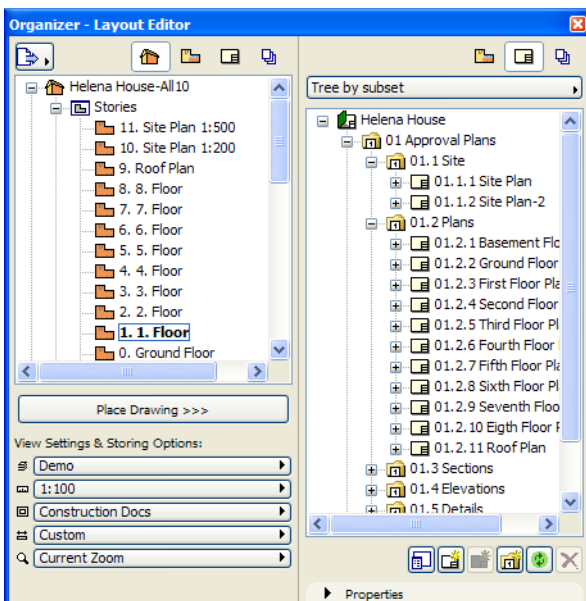 Organizer - Layout Editor
Helena House-All10
Stories
11. Site Plan 1:500
10. Site Plan 1:200
9. Roof Plan
8. 8. Floor
7. 7. Floor
6. 6. Floor
5. 5. Floor
4. 4. Floor
3. 3. Floor
2. 2. Floor
1. 1. Floor
0. Ground Floor
Place Drawing >>>
View Settings & Storing Options:
Demo
1:100
Construction Docs
Custom
Current Zoom
Tree by subset
Helena House
01 Approval Plans
01.1 Site
01.1.1 Site Plan
01.1.2 Site Plan-2
01.2 Plans
01.2.1 Basement Flo
01.2.2 Ground Floor
01.2.3 First Floor Pla
01.2.4 Second Floor
01.2.5 Third Floor Pl
01.2.6 Fourth Floor
01.2.7 Fifth Floor Pla
01.2.8 Sixth Floor Pl
01.2.9 Seventh Floo
01.2.10 Eigth Floor P
01.2.11 Roof Plan
01.3 Sections
01.4 Elevations
01.5 Details
Properties